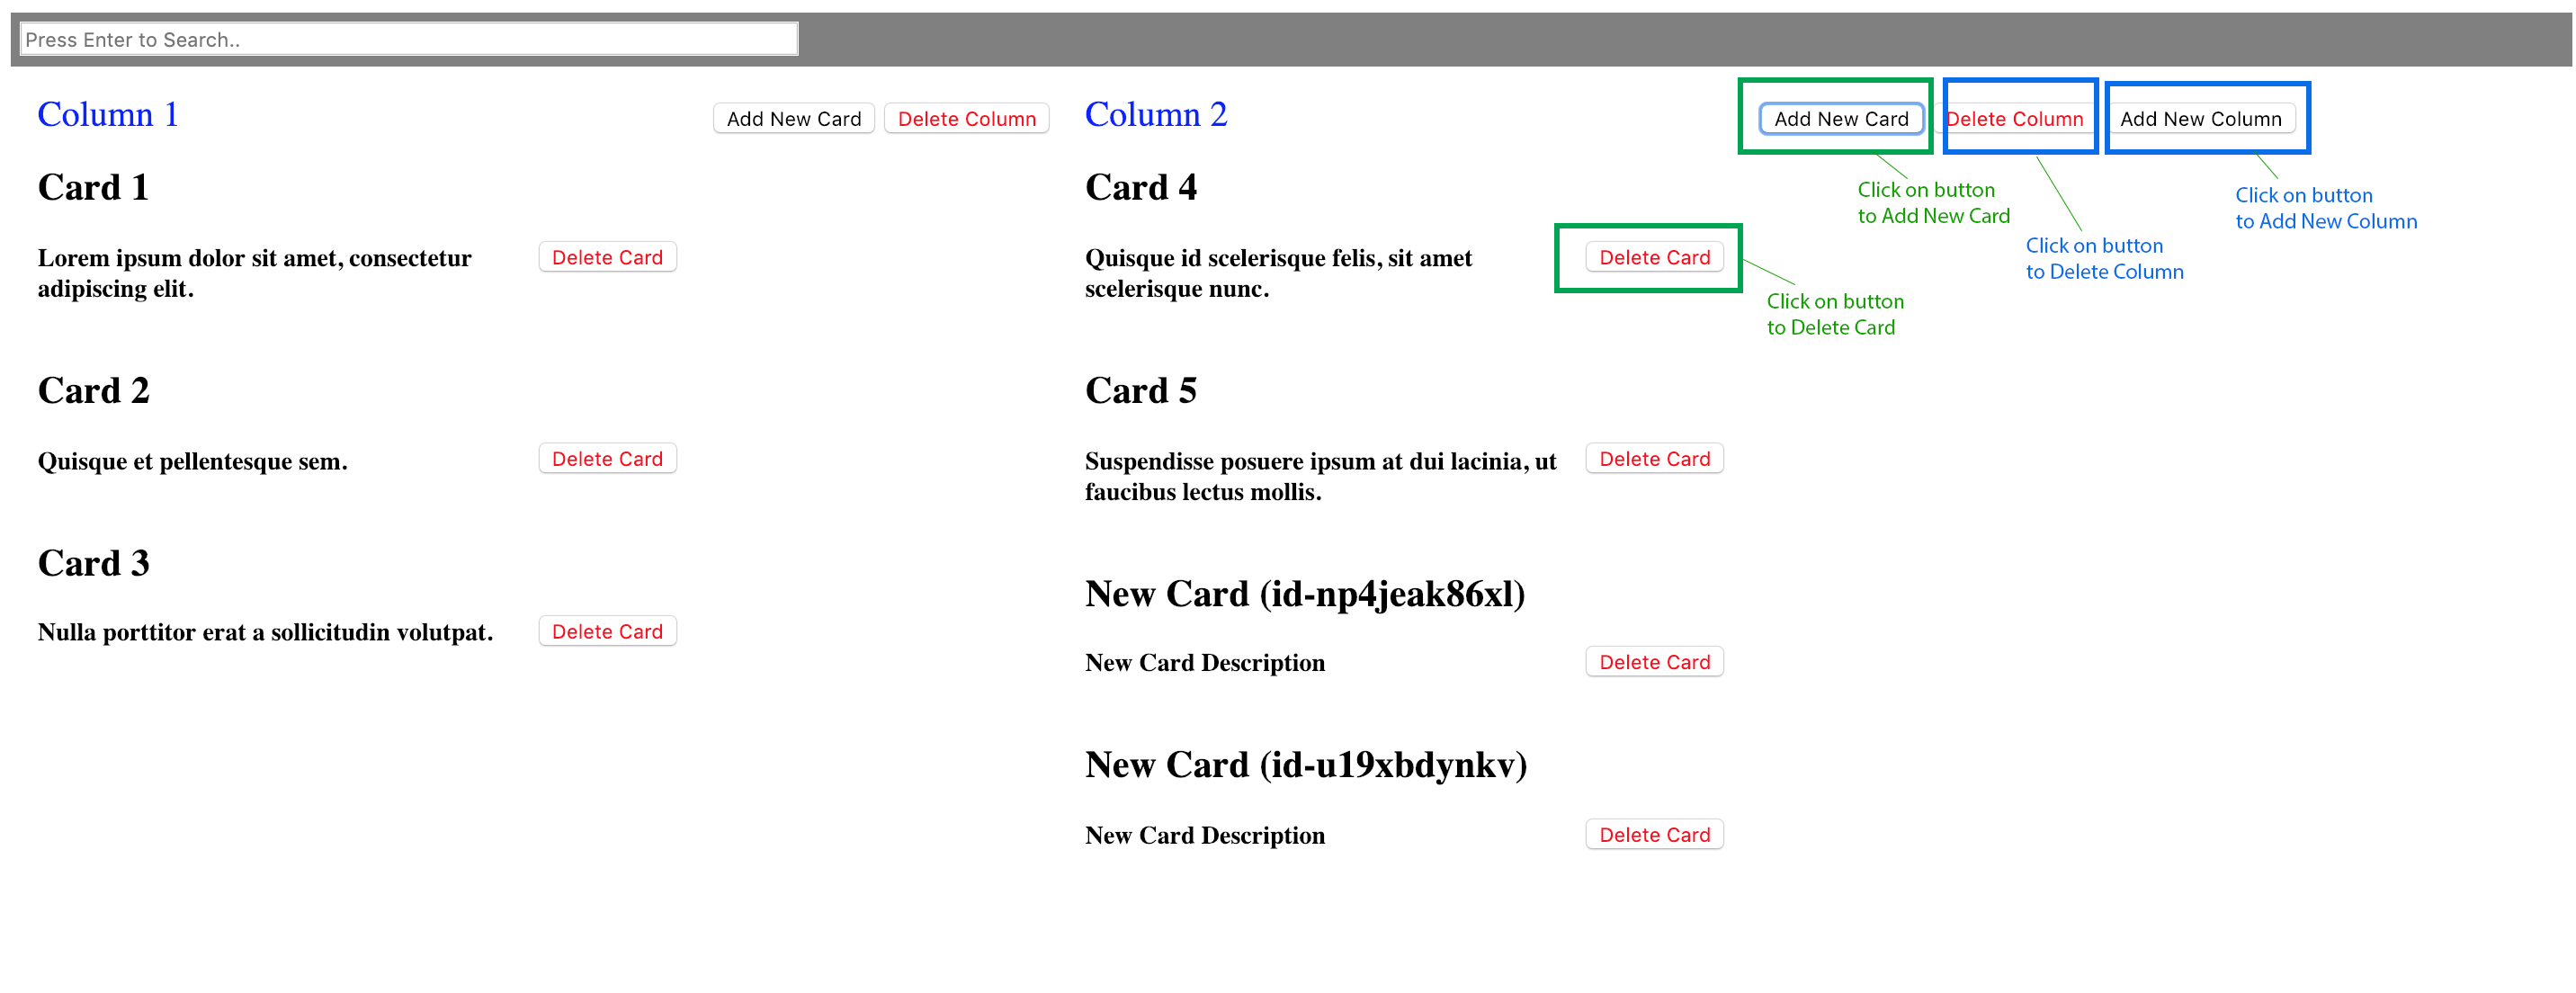 Press Enter to Search..
Column 1
Add New Card
Delete Column
Card 1
Lorem ipsum dolor sit amet, consectetur
adipiscing elit.
Delete Card
Card 2
Quisque et pellentesque sem.
Delete Card
Card 3
Nulla porttitor erat a sollicitudin volutpat.
Delete Card
Column 2
Add New Card
Delete Column
Add New Column
Click on button
to Add New Card
Click on button
to Delete Column
Click on button
to Add New Column
Card 4
Quisque id scelerisque felis, sit amet
scelerisque nunc.
Delete Card
Click on button
to Delete Card
Card 5
Suspendisse posuere ipsum at dui lacinia, ut
faucibus lectus mollis.
Delete Card
New Card (id-np4jeak86xl)
New Card Description
Delete Card
New Card (id-u19xbdynkv)
New Card Description
Delete Card